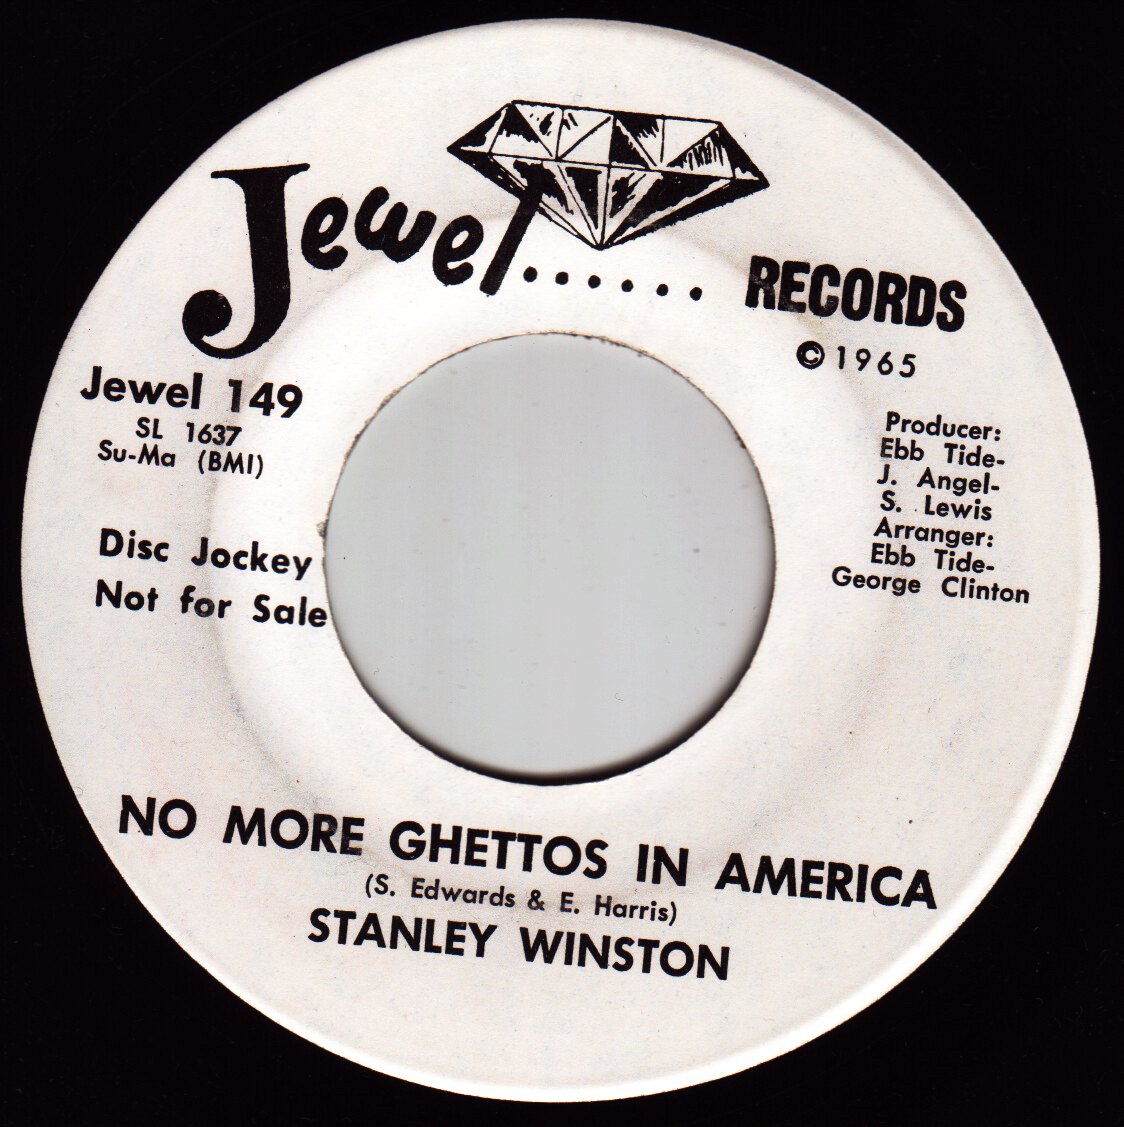 Jewel...... RECORDS
© 1965
Jewel 149
SL 1637
Su-Ma (BMI)
Disc Jockey
Not for Sale
Producer:
Ebb Tide-
J. Angel-
S. Lewis
Arranger:
Ebb Tide-
George Clinton
NO MORE GHETTOS IN AMERICA
(S. Edwards & E. Harris)
STANLEY WINSTON